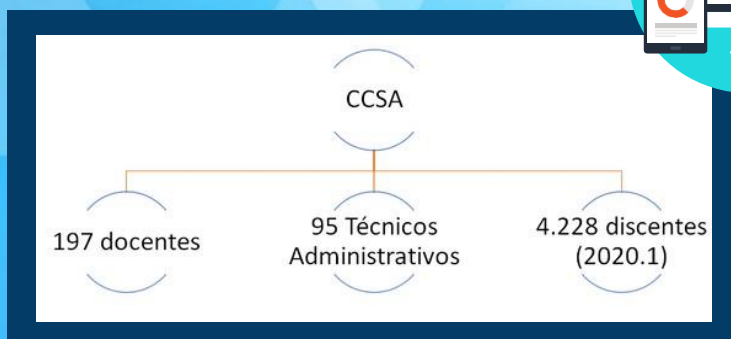 CCSA
197 docentes
95 Técnicos
Administrativos
4.228 discentes
(2020.1)